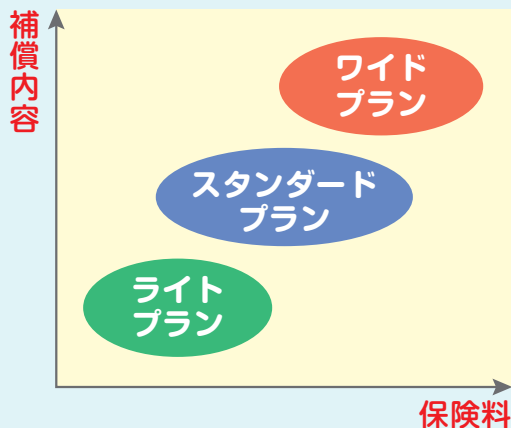 補償内容
ワイド
プラン
スタンダード
プラン
ライト
プラン
保険料